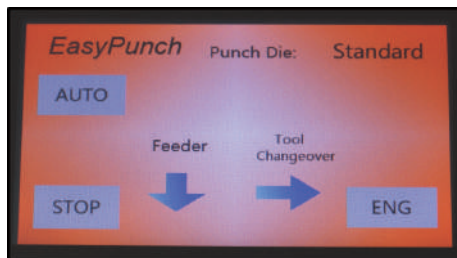 EasyPunch Punch Die: Standard
AUTO
Feeder Tool
Changeover
STOP ENG